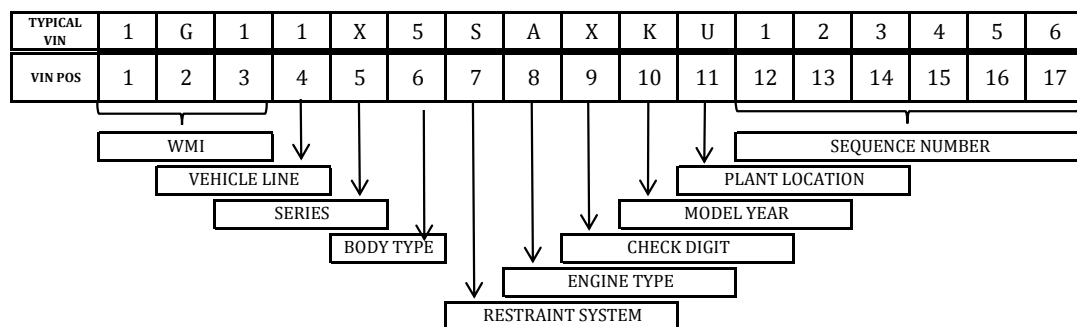 TYPICAL VIN 1 G 1 1 X 5 S A X K U 1 2 3 4 5 6
VIN POS 1 2 3 4 5 6 7 8 9 10 11 12 13 14 15 16 17
WMI SEQUENCE NUMBER
VEHICLE LINE PLANT LOCATION
SERIES MODEL YEAR
BODY TYPE CHECK DIGIT
ENGINE TYPE
RESTRAINT SYSTEM